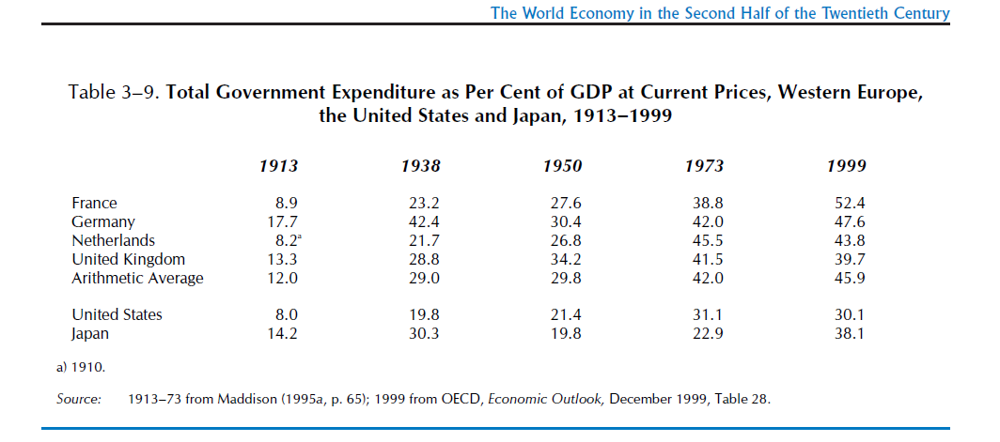 The World Economy in the Second Half of the Twentieth Century
Table 3–9. Total Government Expenditure as Per Cent of GDP at Current Prices, Western Europe,
the United States and Japan, 1913–1999
1913 1938 1950 1973 1999
France 8.9 23.2 27.6 38.8 52.4
Germany 17.7 42.4 30.4 42.0 47.6
Netherlands 8.2a 21.7 26.8 45.5 43.8
United Kingdom 13.3 28.8 34.2 41.5 39.7
Arithmetic Average 12.0 29.0 29.8 42.0 45.9
United States 8.0 19.8 21.4 31.1 30.1
Japan 14.2 30.3 19.8 22.9 38.1
a) 1910.
Source: 1913–73 from Maddison (1995a, p. 65); 1999 from OECD, Economic Outlook, December 1999, Table 28.